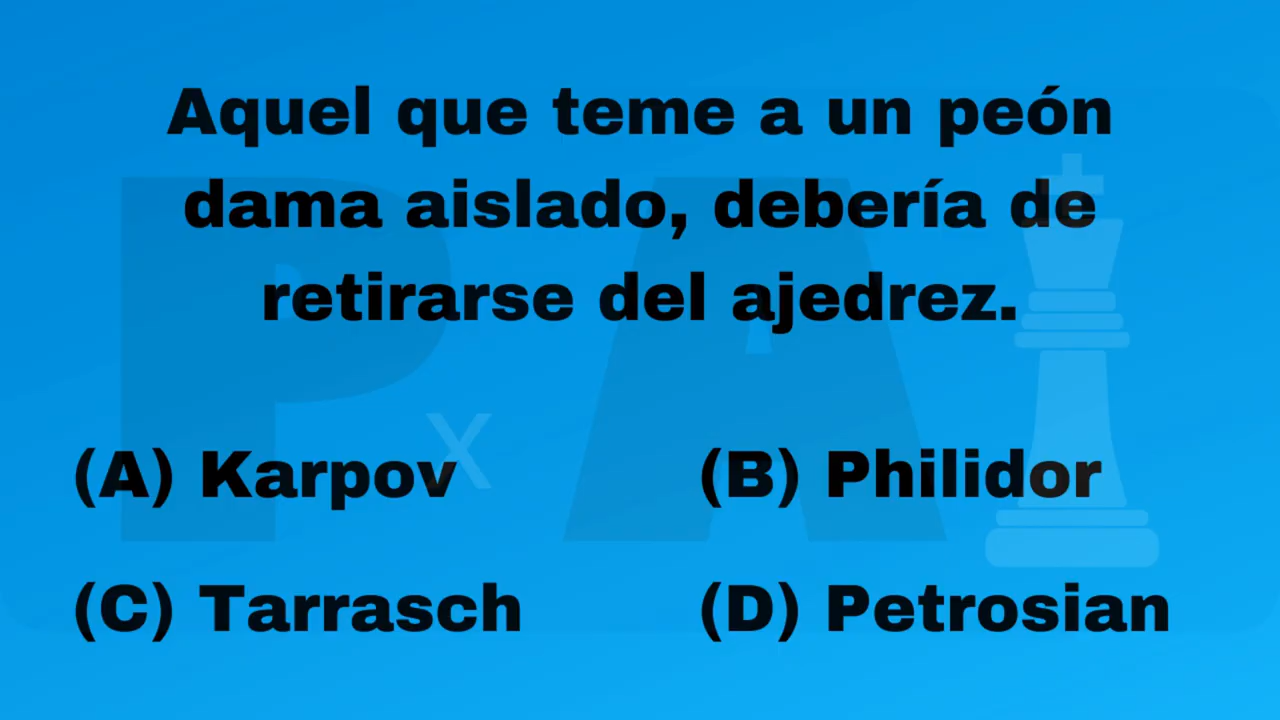 Aquel que teme a un peón
dama aislado, debería de
retirarse del ajedrez.
P x A
(A) Karpov
(B) Philidor
(C) Tarrasch
(D) Petrosian